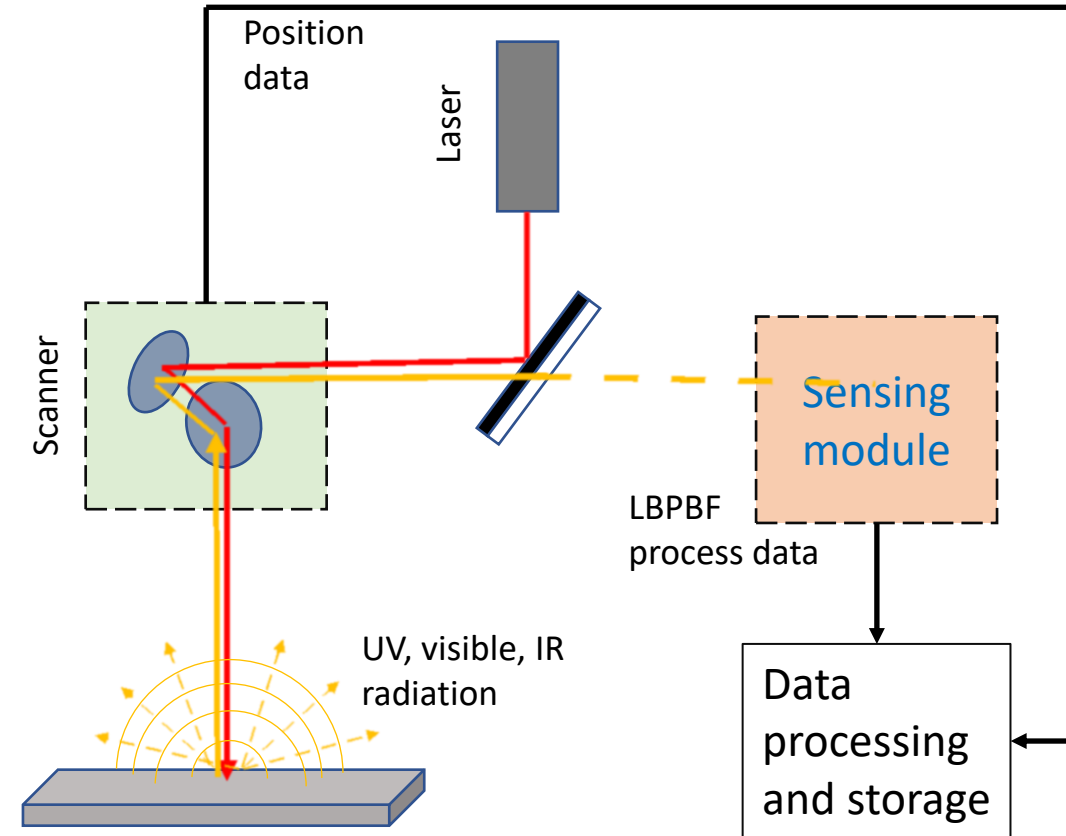 Position
data
Laser
Scanner
Sensing
module
LBPBF
process data
UV, visible, IR
radiation
Data
processing
and storage